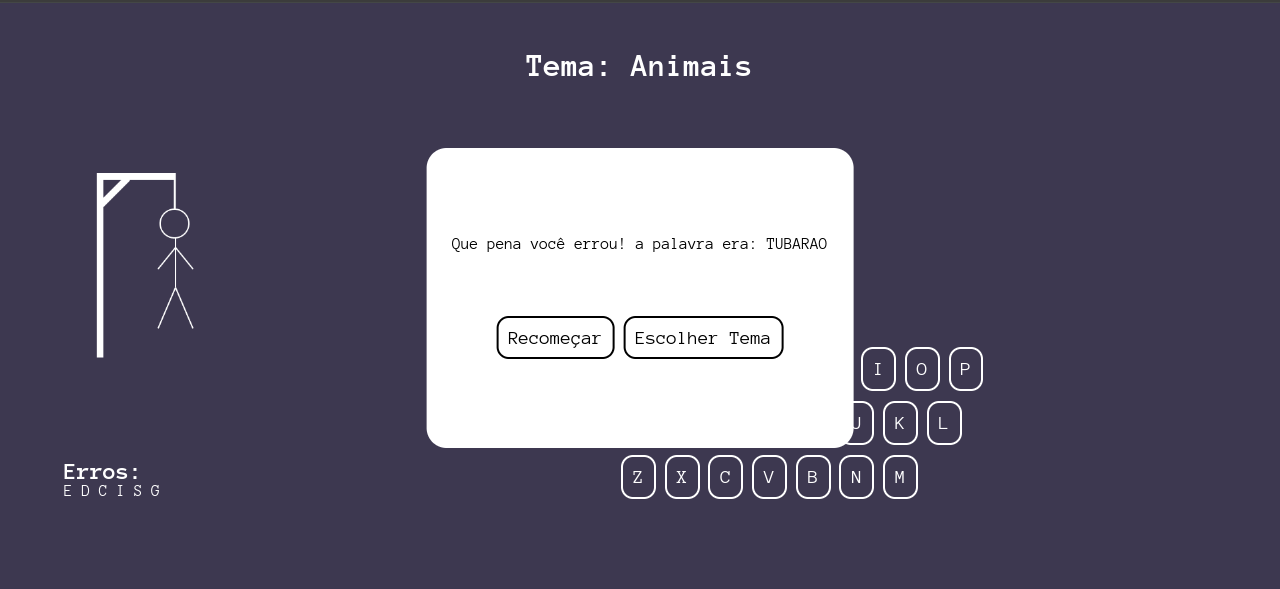 Tema: Animais
Que pena você errou! a palavra era: TUBARAO
Recomeçar Escolher Tema
I O P
J K L
Z X C V B N M
Erros:
E D C I S G